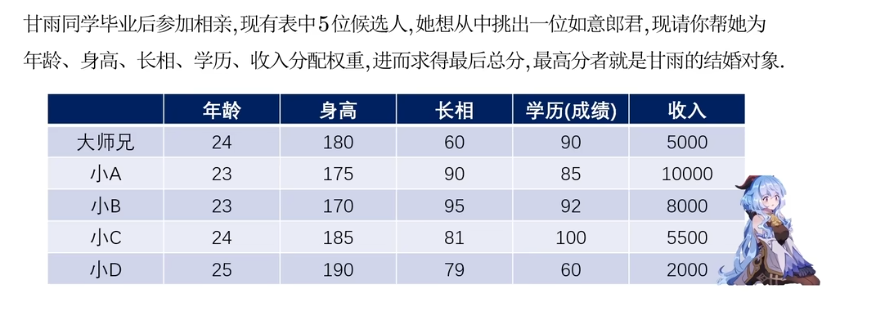 甘雨同学毕业后参加相亲,现有表中5位候选人,她想从中挑出一位如意郎君,现请你帮她为
年龄、身高、长相、学历、收入分配权重,进而求得最后总分,最高分者就是甘雨的结婚对象.
年龄 身高 长相 学历(成绩) 收入
大师兄 24 180 60 90 5000
小A 23 175 90 85 10000
小B 23 170 95 92 8000
小C 24 185 81 100 5500
小D 25 190 79 60 2000